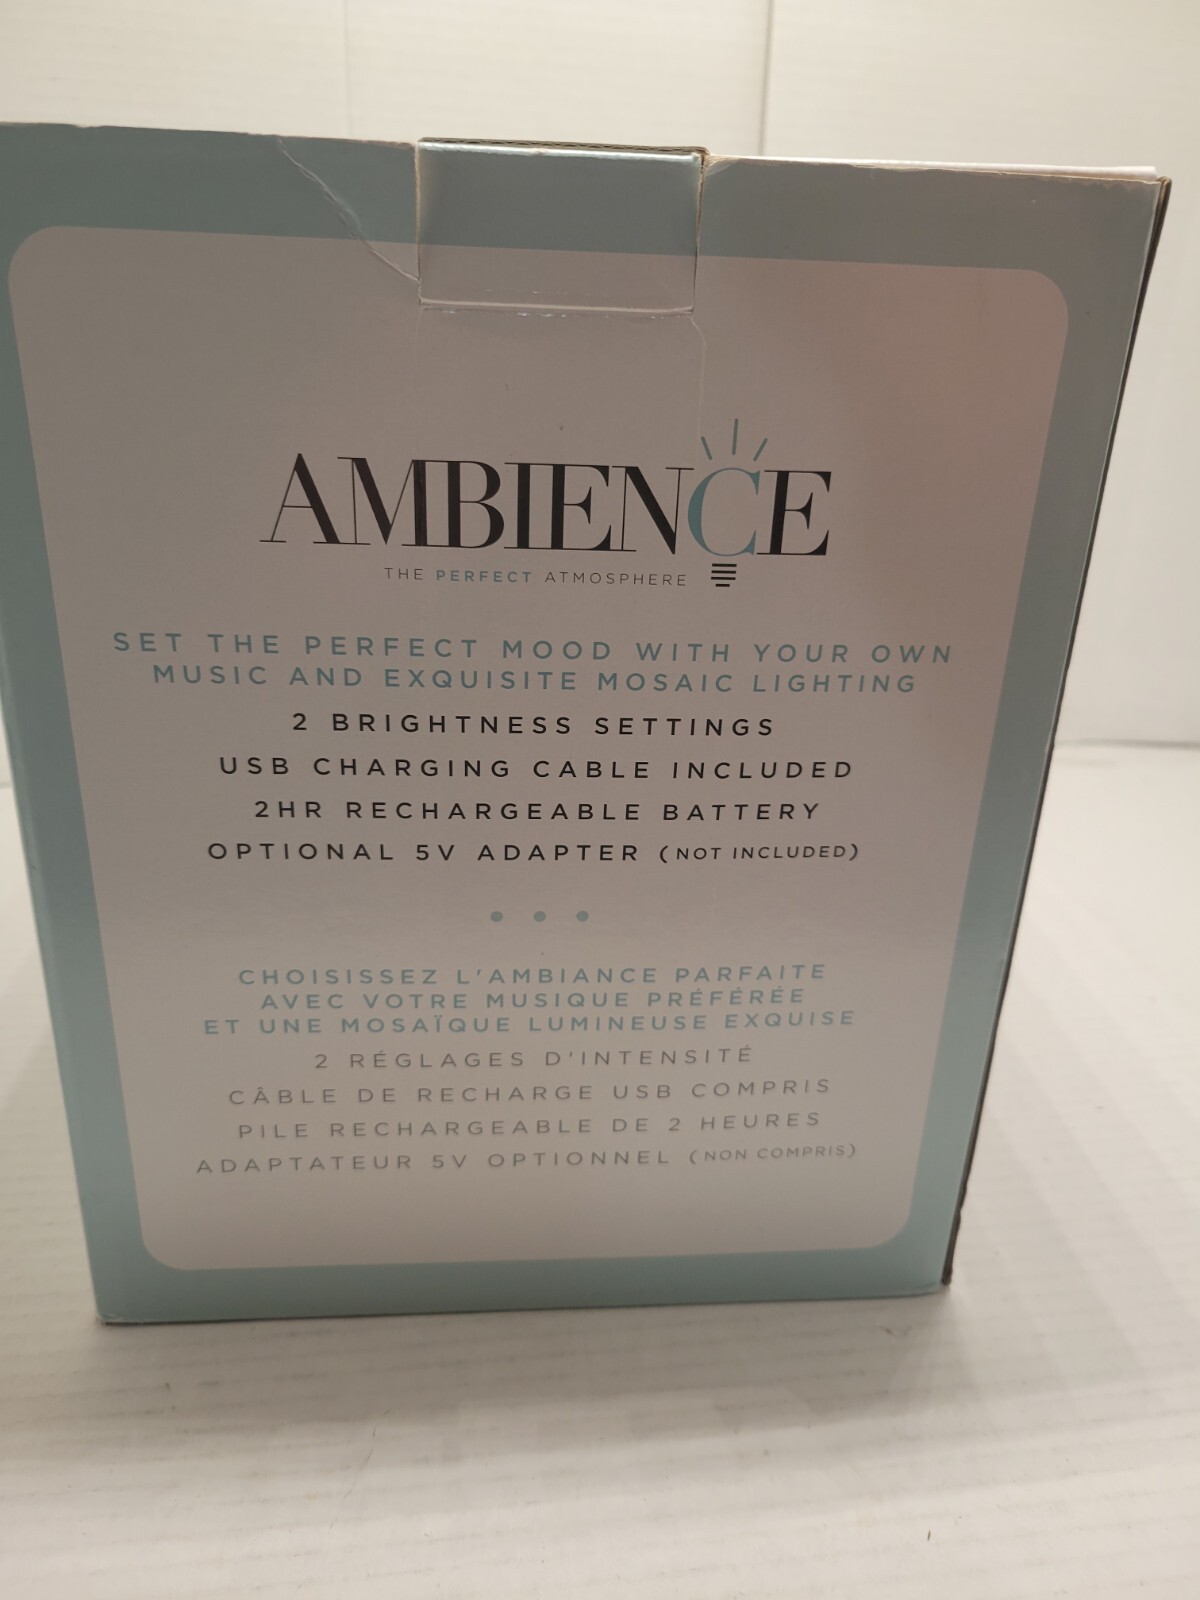 AMBIENCE
THE PERFECT ATMOSPHERE
SET THE PERFECT MOOD WITH YOUR OWN
MUSIC AND EXQUISITE MOSAIC LIGHTING
2 BRIGHTNESS SETTINGS
USB CHARGING CABLE INCLUDED
2HR RECHARGEABLE BATTERY
OPTIONAL 5V ADAPTER (NOT INCLUDED)
CHOISISSEZ L'AMBIANCE PARFAITE
AVEC VOTRE MUSIQUE PRÉFÉRÉE
ET UNE MOSAÏQUE LUMINEUSE EXQUISE
2 RÉGLAGES D'INTENSITÉ
CÂBLE DE RECHARGE USB COMPRIS
PILE RECHARGEABLE DE 2 HEURES
ADAPTATEUR 5V OPTIONNEL (NON COMPRIS)